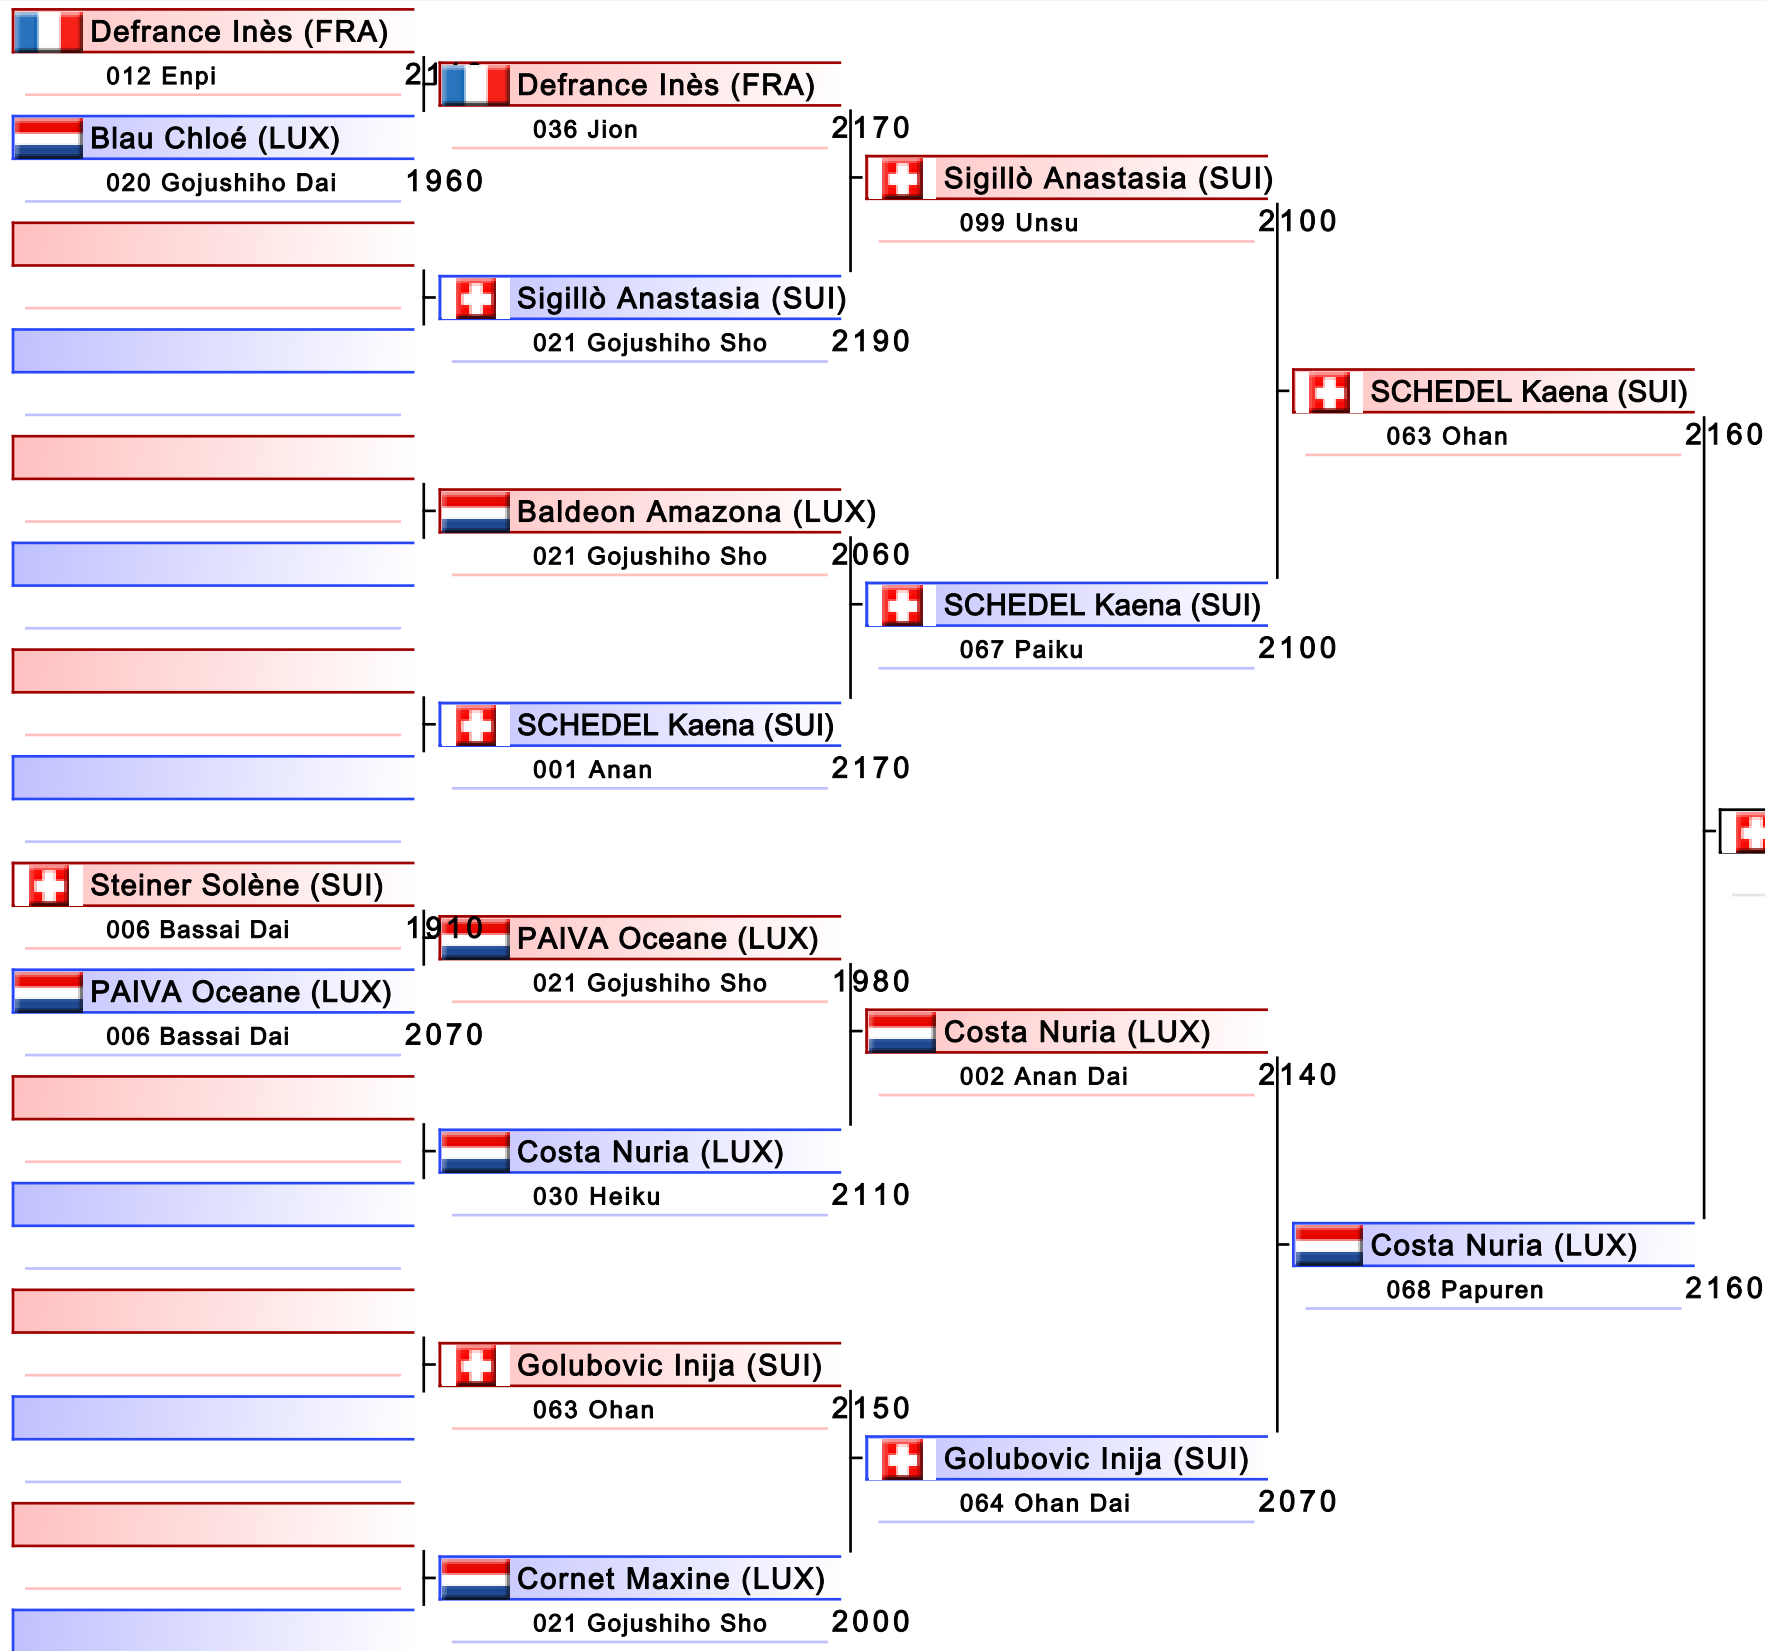 Defrance Inès (FRA)
012 Enpi
Blau Chloé (LUX)
020 Gojushiho Dai 1960
Steiner Solène (SUI)
006 Bassai Dai 1910
PAIVA Oceane (LUX)
006 Bassai Dai 2070
Defrance Inès (FRA)
036 Jion 2170
Sigillò Anastasia (SUI)
021 Gojushiho Sho 2190
Baldeon Amazona (LUX)
021 Gojushiho Sho 2060
SCHEDEL Kaena (SUI)
001 Anan 2170
PAIVA Oceane (LUX)
021 Gojushiho Sho 1980
Costa Nuria (LUX)
030 Heiku 2110
Golubovic Inija (SUI)
063 Ohan 2150
Cornet Maxine (LUX)
021 Gojushiho Sho 2000
Sigillò Anastasia (SUI)
099 Unsu 2100
SCHEDEL Kaena (SUI)
067 Paiku 2100
Costa Nuria (LUX)
002 Anan Dai 2140
Golubovic Inija (SUI)
064 Ohan Dai 2070
SCHEDEL Kaena (SUI)
063 Ohan 2160
Costa Nuria (LUX)
068 Papuren 2160